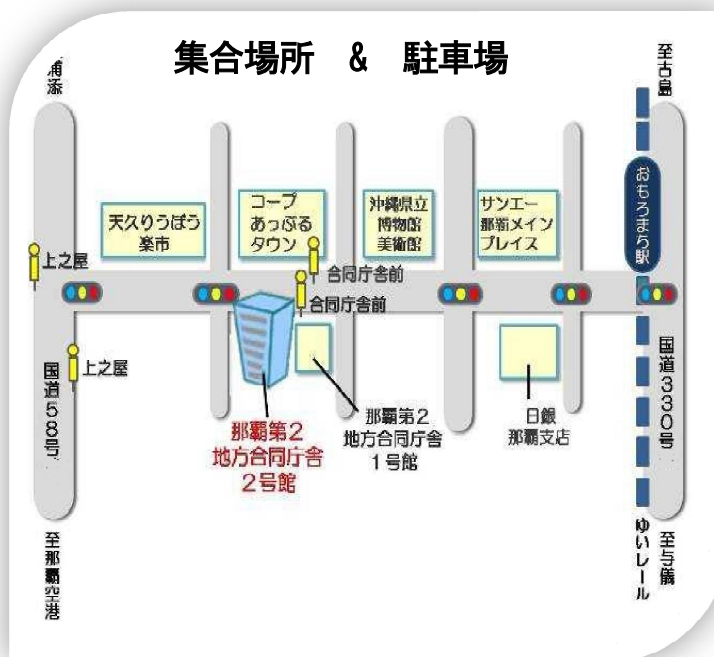 集合場所 & 駐車場
浦添
至古島
天久りうぼう
楽市
コープ
あっぷる
タウン
沖縄県立
博物館
美術館
サンエー
那覇メイン
プレイス
おもろまち駅
上之屋
合同庁舎前
合同庁舎前
上之屋
国道58号
国道330号
那覇第2
地方合同庁舎
2号館
那覇第2
地方合同庁舎
1号館
日銀
那覇支店
至那覇空港
ゆいレール
至与儀